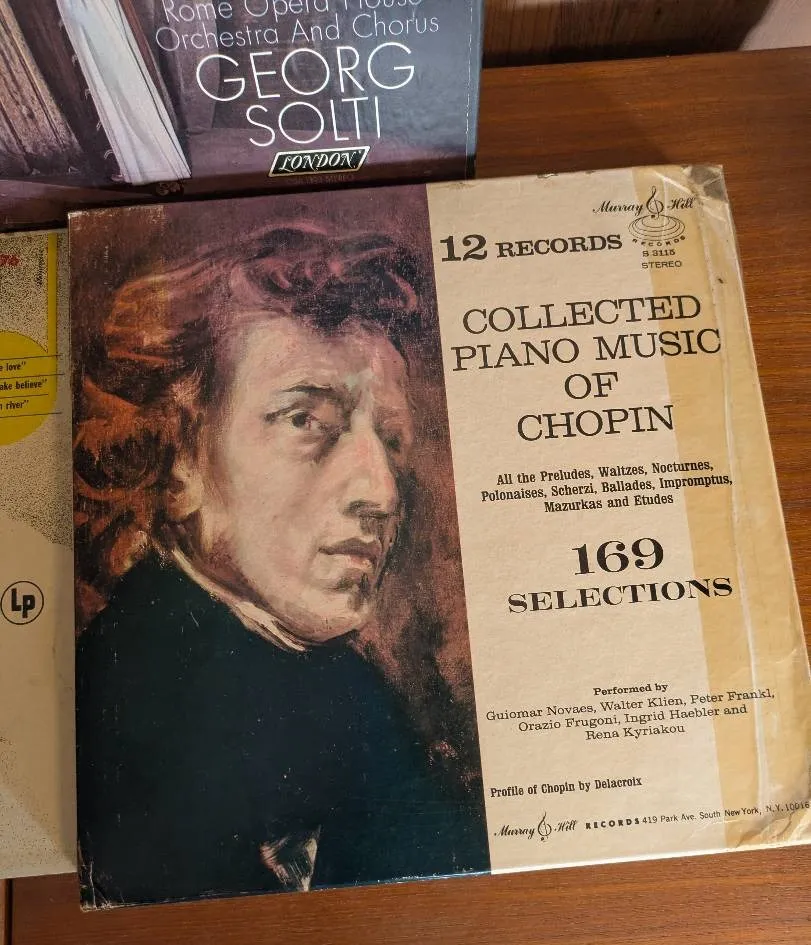 Rome Opera House
Orchestra And Chorus
GEORG
SOLTI
LONDON
e love"
ake believe"
n river"
Lp
Murray Hill
RECORDS
S 3115
STEREO
12 RECORDS
COLLECTED
PIANO MUSIC
OF
CHOPIN
All the Preludes, Waltzes, Nocturnes,
Polonaises, Scherzi, Ballades, Impromptus,
Mazurkas and Etudes
169
SELECTIONS
Performed by
Guiomar Novaes, Walter Klien, Peter Frankl,
Orazio Frugoni, Ingrid Haebler and
Rena Kyriakou
Profile of Chopin by Delacroix
Murray Hill RECORDS 419 Park Ave. South New York, N.Y. 10016